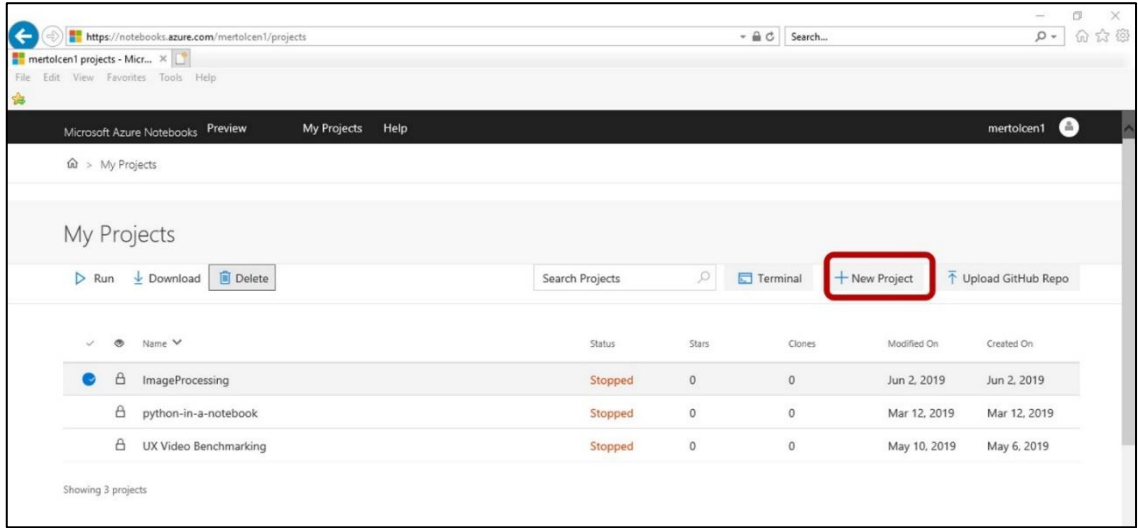 https://notebooks.azure.com/mertolcen1/projects
Search...
mertolcen1 projects - Micr...
File Edit View Favorites Tools Help
Microsoft Azure Notebooks Preview My Projects Help mertolcen1
> My Projects
My Projects
Run Download Delete Search Projects Terminal New Project Upload GitHub Repo
Name Status Stars Clones Modified On Created On
ImageProcessing Stopped 0 0 Jun 2, 2019 Jun 2, 2019
python-in-a-notebook Stopped 0 0 Mar 12, 2019 Mar 12, 2019
UX Video Benchmarking Stopped 0 0 May 10, 2019 May 6, 2019
Showing 3 projects